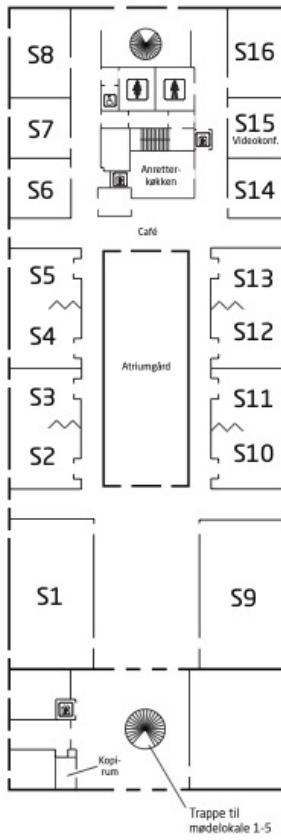 S8
S16
S7
S15
Videokonf.
Anretter-
køkken
S6
S14
Café
S5
S13
S4
S12
Atriumgård
S3
S11
S2
S10
S1
S9
Kopi-
rum
Trappe til
mødelokale 1-5